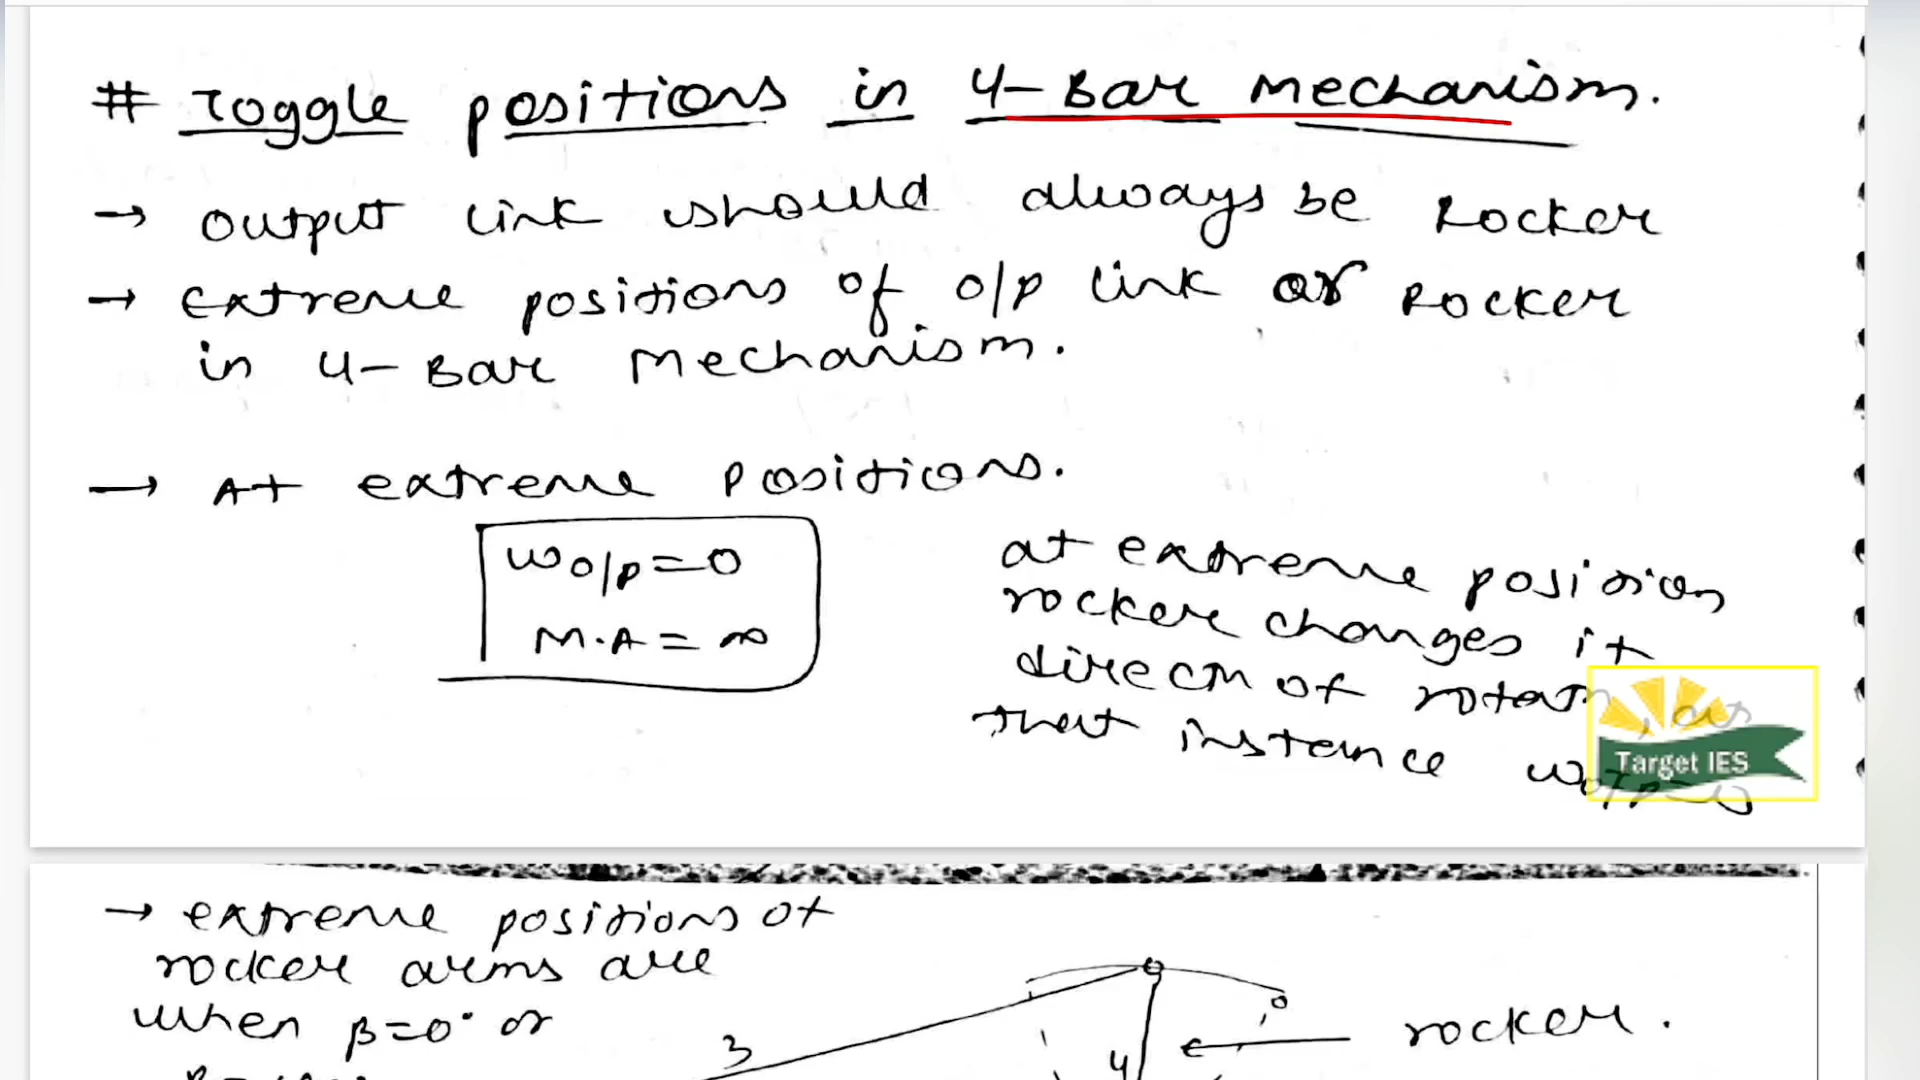 # Toggle positions in 4-Bar Mechanism.
→ output link should always be Rocker
→ extreme positions of o/p link or Rocker
in 4-Bar Mechanism.
→ At extreme positions.
ω o/p = 0
M.A = ∞
at extreme position
rocker changes it
direcn of rotatn, as
that instance
Target IES
→ extreme positions of
rocker arms are
when β=0° or
3
4
rocker.